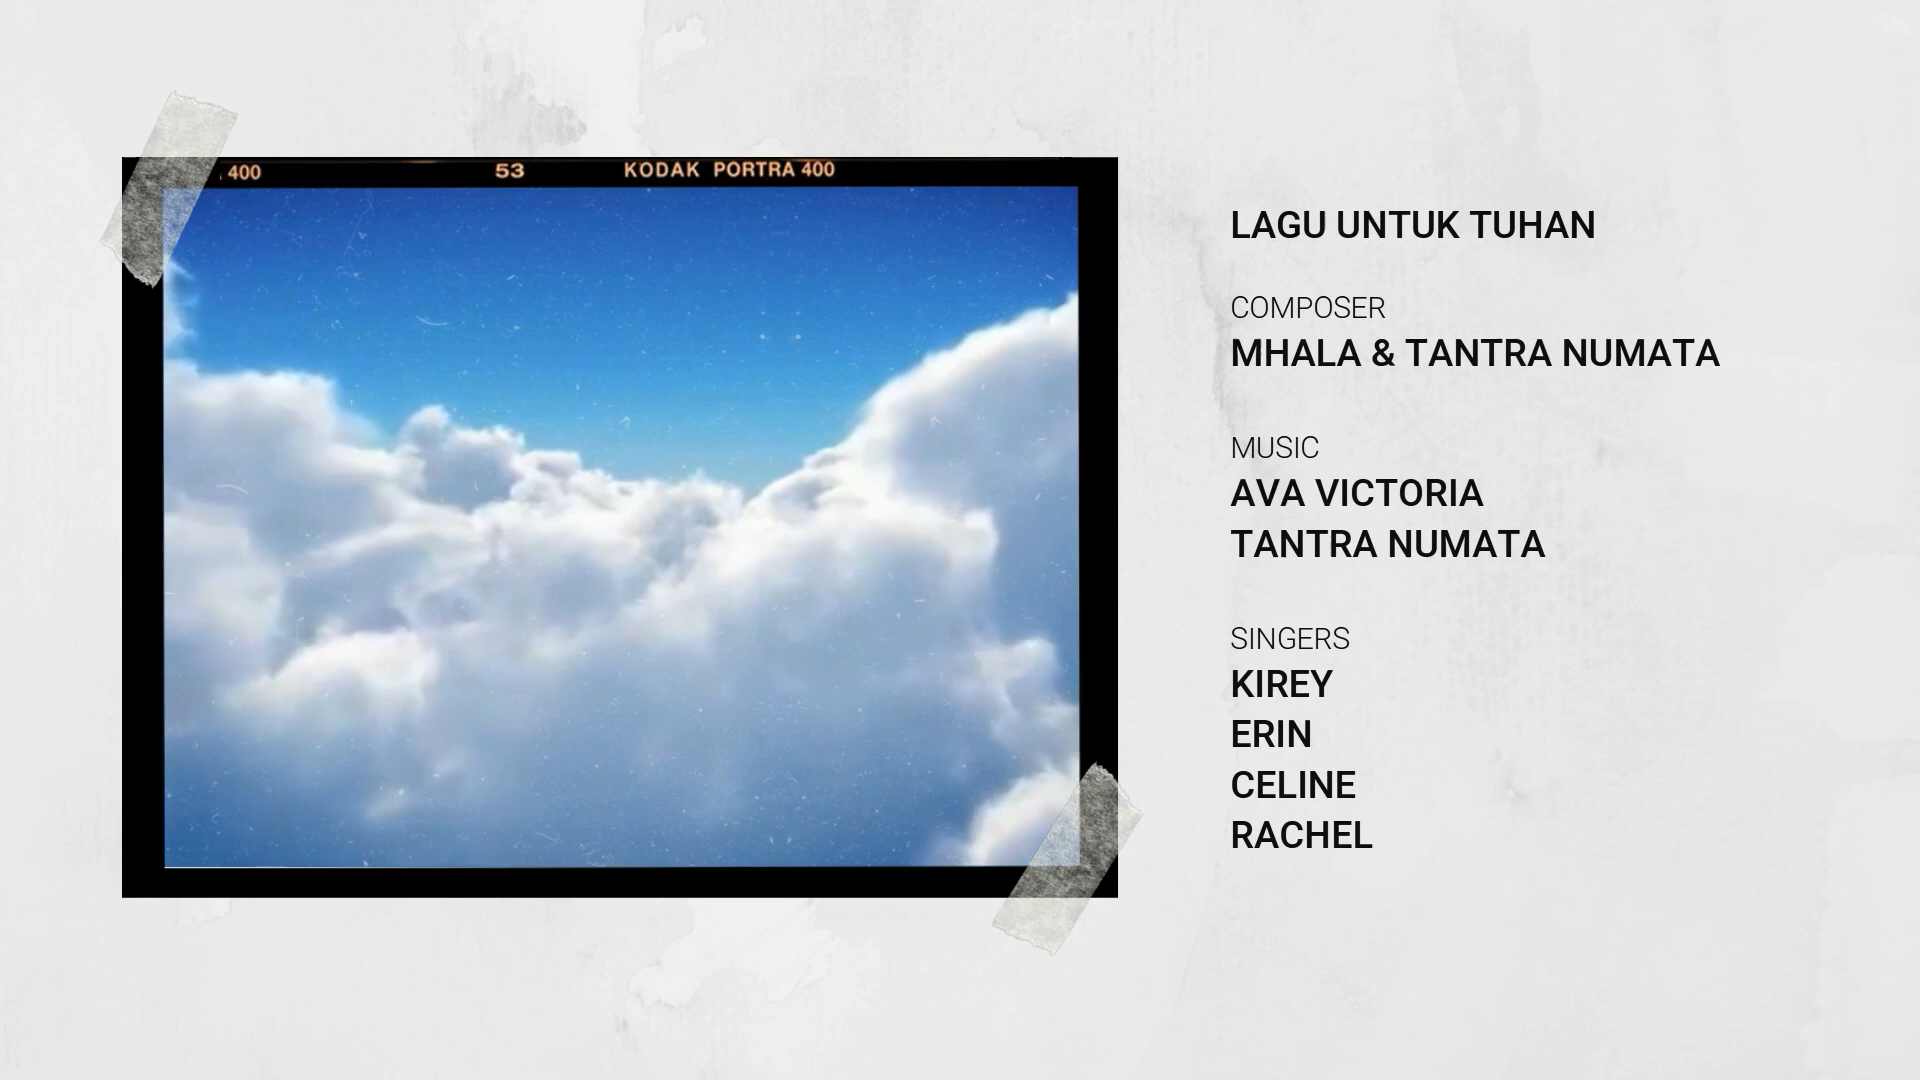 400 53 KODAK PORTRA 400
LAGU UNTUK TUHAN
COMPOSER
MHALA & TANTRA NUMATA
MUSIC
AVA VICTORIA
TANTRA NUMATA
SINGERS
KIREY
ERIN
CELINE
RACHEL